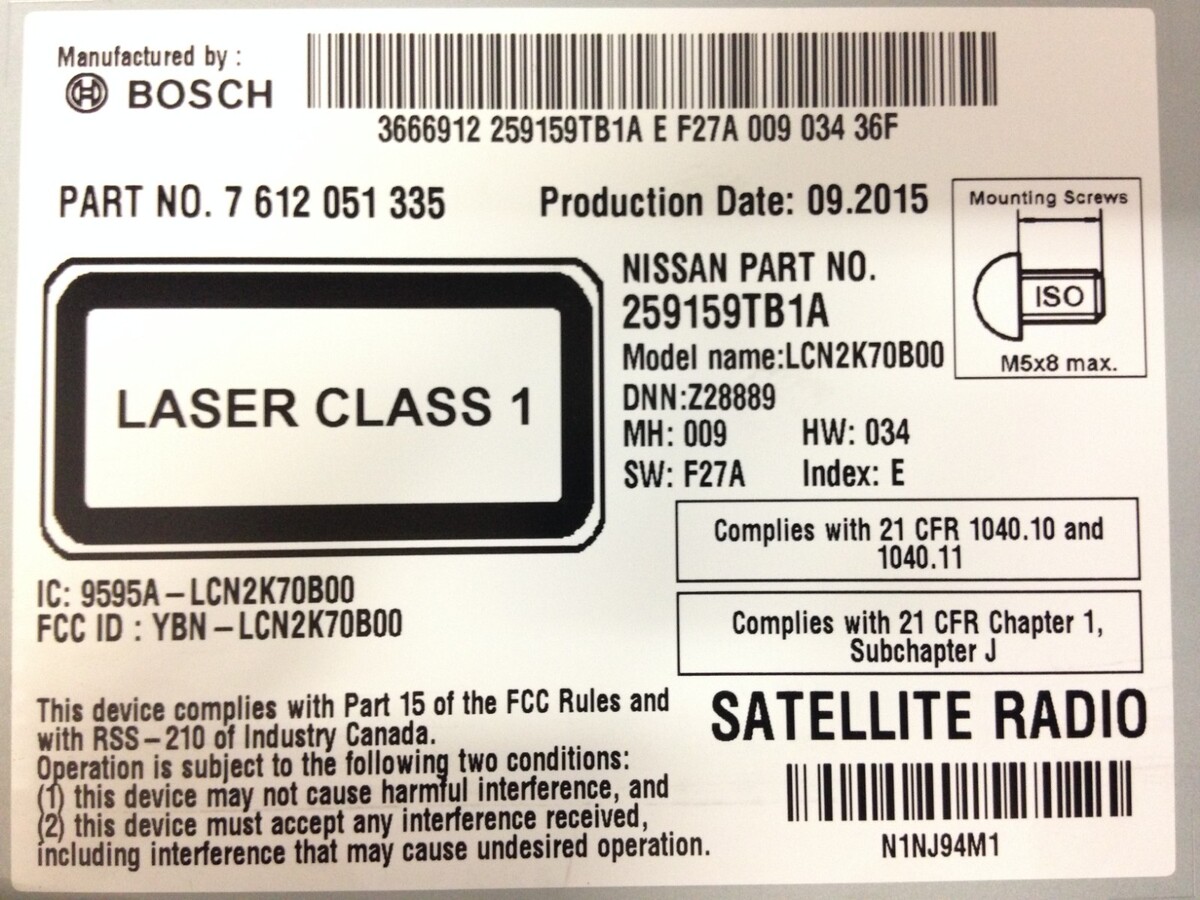 Manufactured by :
BOSCH
3666912 259159TB1A E F27A 009 034 36F
PART NO. 7 612 051 335
Production Date: 09.2015
Mounting Screws
ISO
M5x8 max.
LASER CLASS 1
NISSAN PART NO.
259159TB1A
Model name:LCN2K70B00
DNN:Z28889
MH: 009 HW: 034
SW: F27A Index: E
Complies with 21 CFR 1040.10 and
1040.11
Complies with 21 CFR Chapter 1,
Subchapter J
IC: 9595A-LCN2K70B00
FCC ID : YBN-LCN2K70B00
This device complies with Part 15 of the FCC Rules and
with RSS-210 of Industry Canada.
Operation is subject to the following two conditions:
(1) this device may not cause harmful interference, and
(2) this device must accept any interference received,
including interference that may cause undesired operation.
SATELLITE RADIO
N1NJ94M1